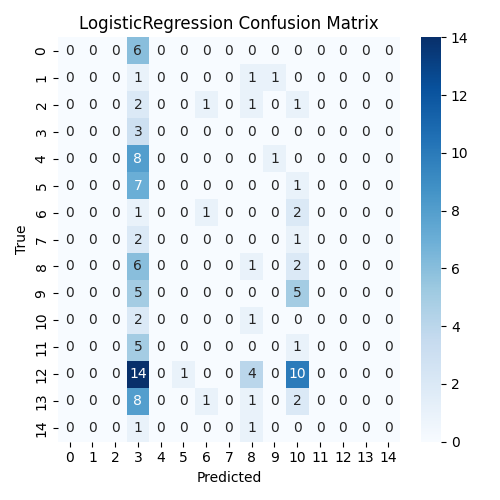 LogisticRegression Confusion Matrix
True
0 0 0 0 6 0 0 0 0 0 0 0 0 0 0 0
1 0 0 0 1 0 0 0 0 1 1 0 0 0 0 0
2 0 0 0 2 0 0 1 0 1 0 1 0 0 0 0
3 0 0 0 3 0 0 0 0 0 0 0 0 0 0 0
4 0 0 0 8 0 0 0 0 0 1 0 0 0 0 0
5 0 0 0 7 0 0 0 0 0 0 1 0 0 0 0
6 0 0 0 1 0 0 1 0 0 0 2 0 0 0 0
7 0 0 0 2 0 0 0 0 0 0 1 0 0 0 0
8 0 0 0 6 0 0 0 0 1 0 2 0 0 0 0
9 0 0 0 5 0 0 0 0 0 0 5 0 0 0 0
10 0 0 0 2 0 0 0 0 1 0 0 0 0 0 0
11 0 0 0 5 0 0 0 0 0 0 1 0 0 0 0
12 0 0 0 14 0 1 0 0 4 0 10 0 0 0 0
13 0 0 0 8 0 0 1 0 1 0 2 0 0 0 0
14 0 0 0 1 0 0 0 0 1 0 0 0 0 0 0
0 1 2 3 4 5 6 7 8 9 10 11 12 13 14
Predicted
14
12
10
8
6
4
2
0